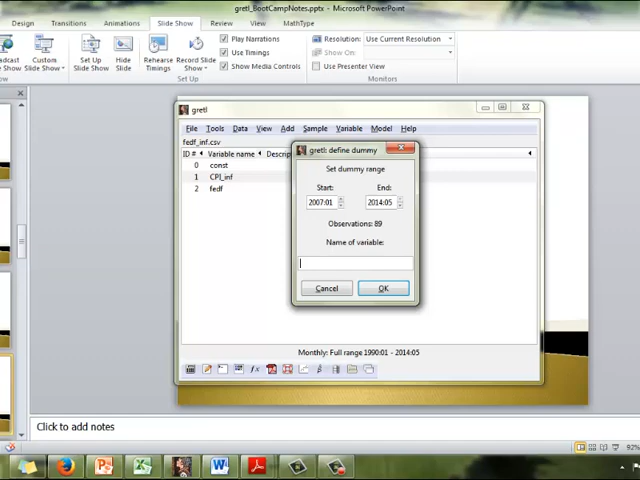 gretl_BootCampNotes.pptx - Microsoft PowerPoint
Design Transitions Animations Slide Show Review View MathType
Broadcast Slide Show
Custom Slide Show
Set Up Slide Show
Hide Slide
Rehearse Timings
Record Slide Show
Play Narrations
Use Timings
Show Media Controls
Set Up
Resolution: Use Current Resolution
Show On:
Use Presenter View
Monitors
gretl
File Tools Data View Add Sample Variable Model Help
fedf_inf.csv
ID # Variable name Descrip
0 const
1 CPI_inf
2 fedf
gretl: define dummy
Set dummy range
Start: End:
2007:01 2014:05
Observations: 89
Name of variable:
Cancel OK
Monthly: Full range 1990:01 - 2014:05
Click to add notes
92%